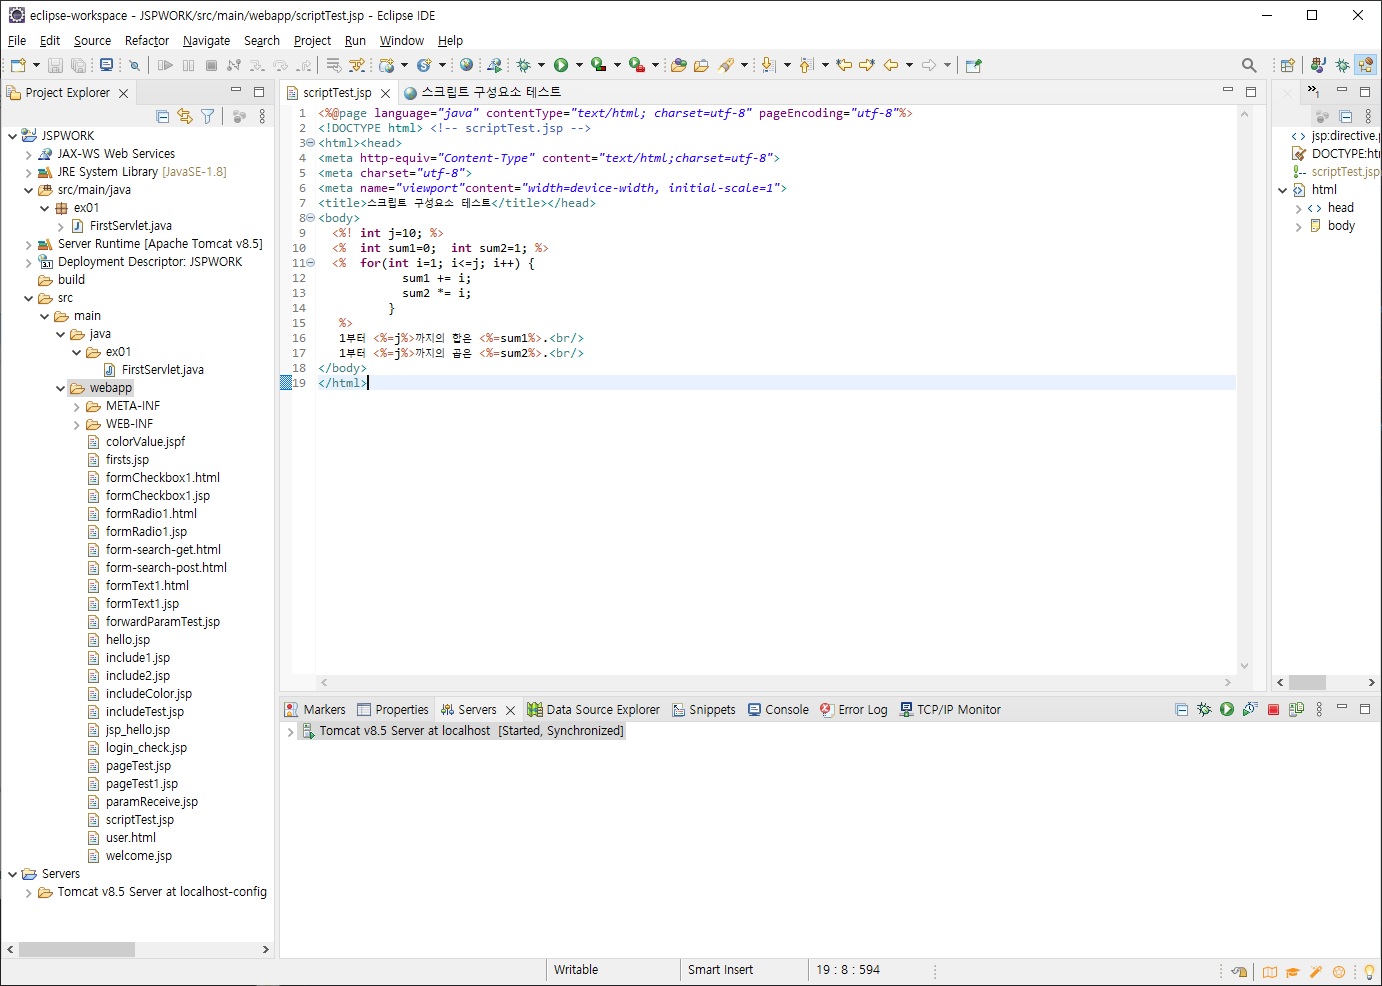 eclipse-workspace - JSPWORK/src/main/webapp/scriptTest.jsp - Eclipse IDE
File Edit Source Refactor Navigate Search Project Run Window Help
Project Explorer
JSPWORK
JAX-WS Web Services
JRE System Library [JavaSE-1.8]
src/main/java
ex01
FirstServlet.java
Server Runtime [Apache Tomcat v8.5]
Deployment Descriptor: JSPWORK
build
src
main
java
ex01
FirstServlet.java
webapp
META-INF
WEB-INF
colorValue.jspf
firsts.jsp
formCheckbox1.html
formCheckbox1.jsp
formRadio1.html
formRadio1.jsp
form-search-get.html
form-search-post.html
formText1.html
formText1.jsp
forwardParamTest.jsp
hello.jsp
include1.jsp
include2.jsp
includeColor.jsp
includeTest.jsp
jsp_hello.jsp
login_check.jsp
pageTest.jsp
pageTest1.jsp
paramReceive.jsp
scriptTest.jsp
user.html
welcome.jsp
Servers
Tomcat v8.5 Server at localhost-config
scriptTest.jsp 스크립트 구성요소 테스트
1 <%@page language="java" contentType="text/html; charset=utf-8" pageEncoding="utf-8"%>
2 <!DOCTYPE html> <!-- scriptTest.jsp -->
3 <html><head>
4 <meta http-equiv="Content-Type" content="text/html;charset=utf-8">
5 <meta charset="utf-8">
6 <meta name="viewport"content="width=device-width, initial-scale=1">
7 <title>스크립트 구성요소 테스트</title></head>
8 <body>
9 <%! int j=10; %>
10 <% int sum1=0; int sum2=1; %>
11 <% for(int i=1; i<=j; i++) {
12 sum1 += i;
13 sum2 *= i;
14 }
15 %>
16 1부터 <%=j%>까지의 합은 <%=sum1%>.<br/>
17 1부터 <%=j%>까지의 곱은 <%=sum2%>.<br/>
18 </body>
19 </html>
»1
jsp:directive.p
DOCTYPE:ht
scriptTest.jsp
html
head
body
Markers Properties Servers Data Source Explorer Snippets Console Error Log TCP/IP Monitor
Tomcat v8.5 Server at localhost [Started, Synchronized]
Writable Smart Insert 19 : 8 : 594